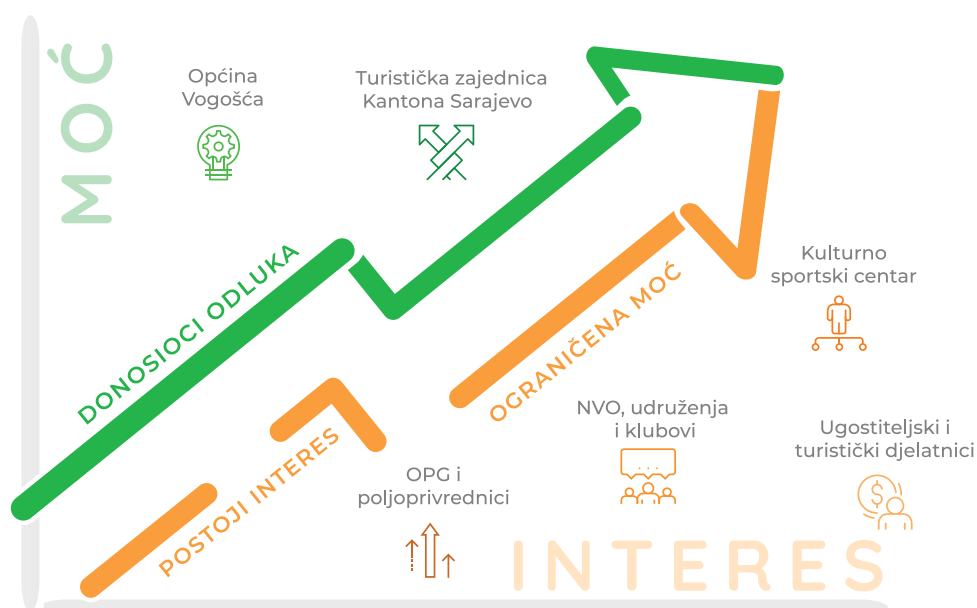 MOĆ
Općina
Vogošća
Turistička zajednica
Kantona Sarajevo
DONOSIOCI ODLUKA
POSTOJI INTERES
OGRANIČENA MOĆ
Kulturno
sportski centar
NVO, udruženja
i klubovi
Ugostiteljski i
turistički djelatnici
OPG i
poljoprivrednici
...
$
INTERES